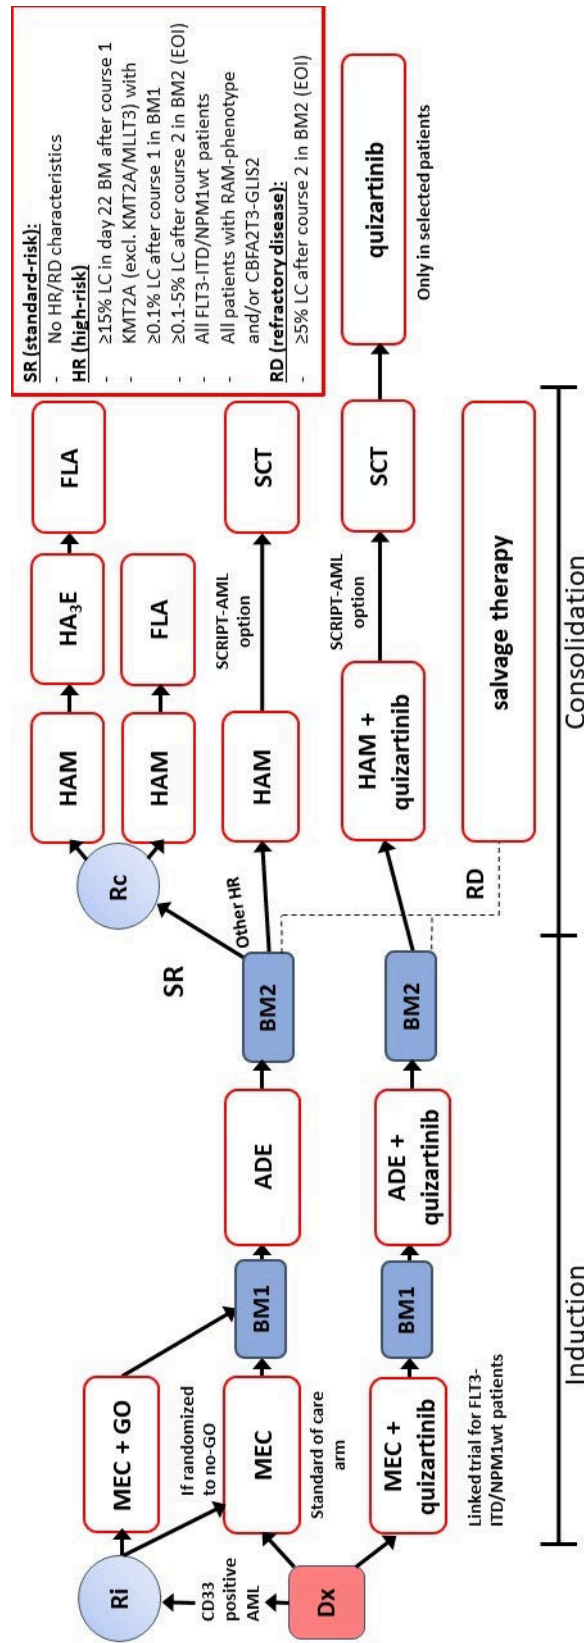 Ri
CD33
positive
AML
Dx
MEC + GO
If randomized
to no-GO
MEC
Standard of care
arm
MEC +
quizartinib
Linked trial for FLT3-
ITD/NPM1wt patients
BM1
BM1
ADE
ADE +
quizartinib
BM2
BM2
SR
Other HR
RD
Rc
HAM
HA3E
FLA
HAM
FLA
HAM
SCRIPT-AML
option
SCT
HAM +
quizartinib
SCRIPT-AML
option
SCT
quizartinib
Only in selected patients
salvage therapy
Induction
Consolidation
SR (standard-risk):
- No HR/RD characteristics
HR (high-risk)
- ≥15% LC in day 22 BM after course 1
- KMT2A (excl. KMT2A/MLLT3) with
≥0.1% LC after course 1 in BM1
- ≥0.1-5% LC after course 2 in BM2 (EOI)
- All FLT3-ITD/NPM1wt patients
- All patients with RAM-phenotype
and/or CBFA2T3-GLIS2
RD (refractory disease):
- ≥5% LC after course 2 in BM2 (EOI)